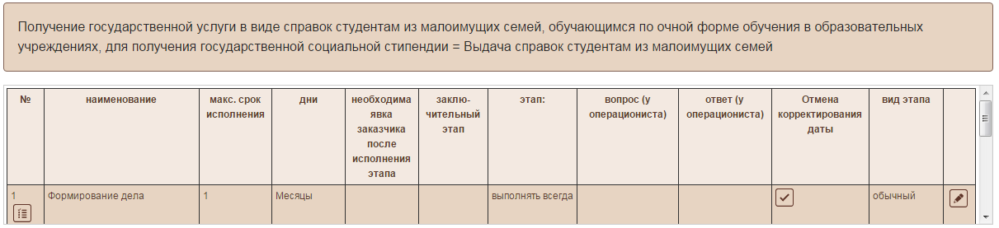 Получение государственной услуги в виде справок студентам из малоимущих семей, обучающимся по очной форме обучения в образовательных
учреждениях, для получения государственной социальной стипендии = Выдача справок студентам из малоимущих семей
№
наименование
макс. срок
исполнения
дни
необходима
явка
заказчика
после
исполнения
этапа
заклю-
чительный
этап
этап:
вопрос (у
операциониста)
ответ (у
операциониста)
Отмена
корректирования
даты
вид этапа
1
Формирование дела
1
Месяцы
выполнять всегда
обычный